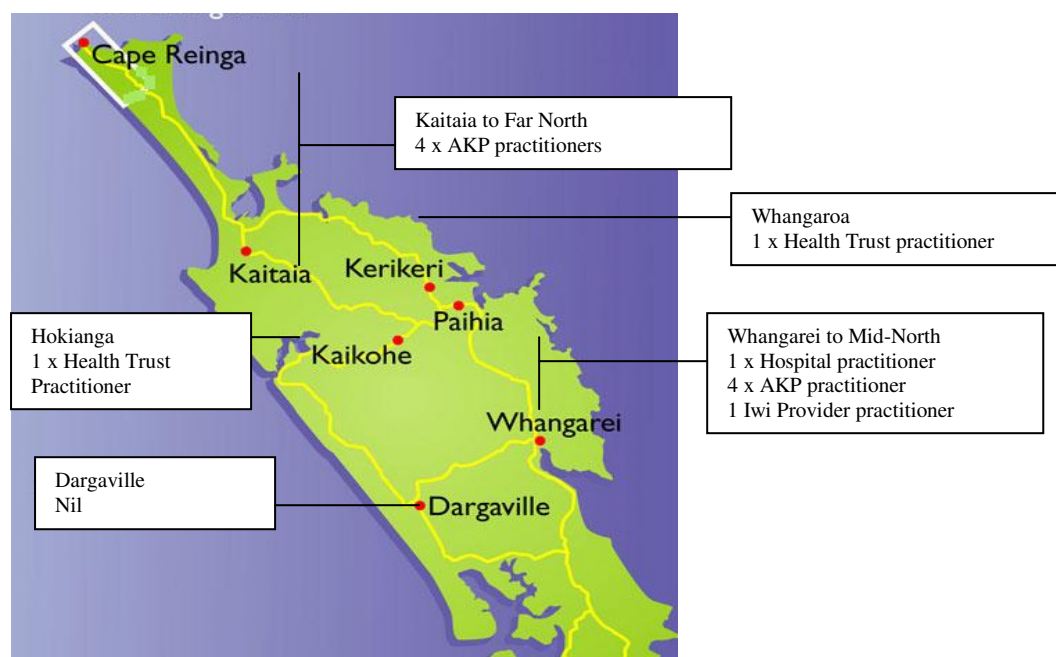 Cape Reinga
Kaitaia to Far North
4 x AKP practitioners
Whangaroa
1 x Health Trust practitioner
Kaitaia
Kerikeri
Paihia
Hokianga
1 x Health Trust
Practitioner
Kaikohe
Whangarei to Mid-North
1 x Hospital practitioner
4 x AKP practitioner
1 Iwi Provider practitioner
Whangarei
Dargaville
Nil
Dargaville